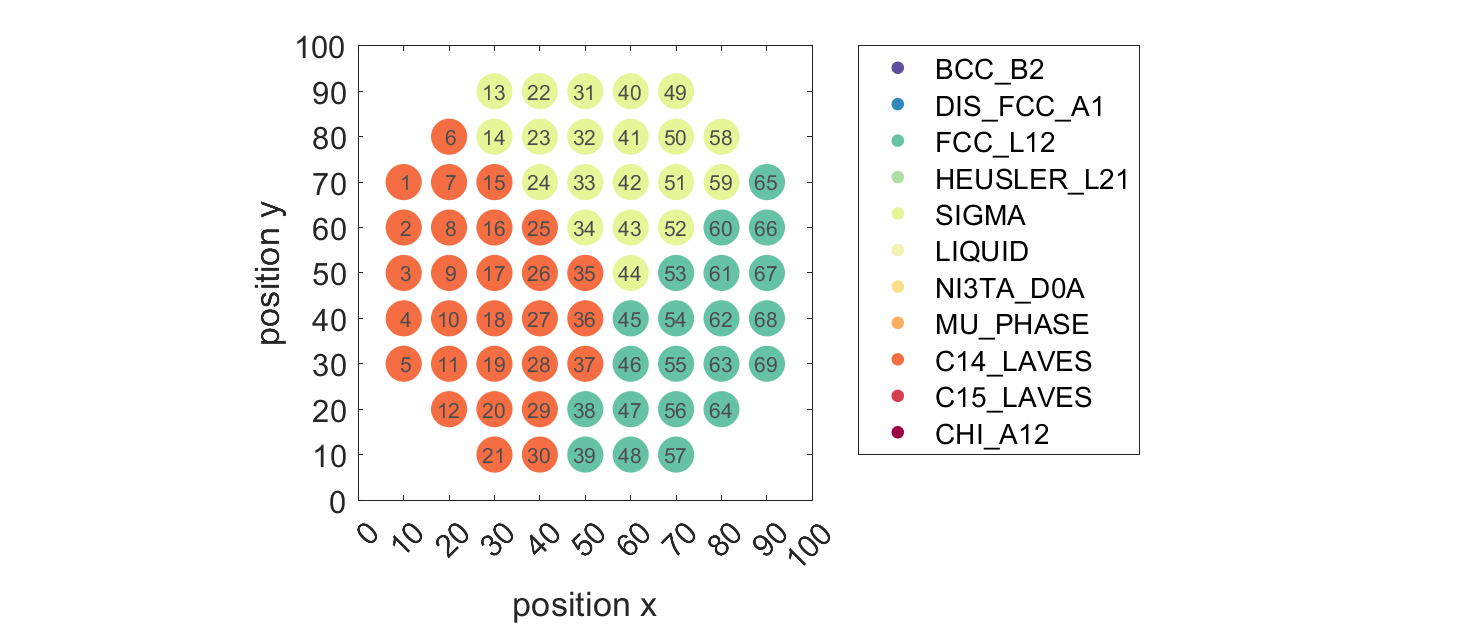 100
90 13 22 31 40 49
80 6 14 23 32 41 50 58
70 1 7 15 24 33 42 51 59 65
60 2 8 16 25 34 43 52 60 66
50 3 9 17 26 35 44 53 61 67
40 4 10 18 27 36 45 54 62 68
30 5 11 19 28 37 46 55 63 69
20 12 20 29 38 47 56 64
10 21 30 39 48 57
0
0 10 20 30 40 50 60 70 80 90 100
position x
position y
BCC_B2
DIS_FCC_A1
FCC_L12
HEUSLER_L21
SIGMA
LIQUID
NI3TA_D0A
MU_PHASE
C14_LAVES
C15_LAVES
CHI_A12